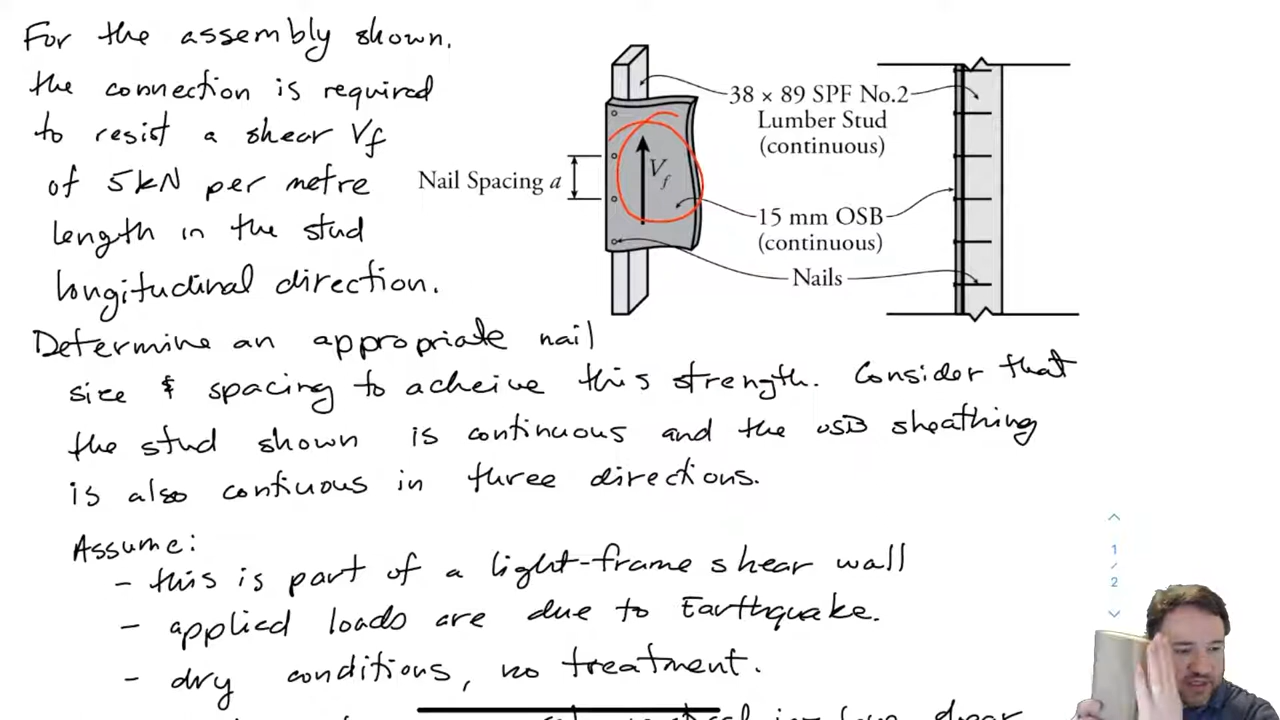 For the assembly shown.
the connection is required
to resist a shear Vf
of 5kN per metre
length in the stud
longitudinal direction.
Nail Spacing a
Vf
38 × 89 SPF No.2
Lumber Stud
(continuous)
15 mm OSB
(continuous)
Nails
Determine an appropriate nail
size & spacing to acheive this strength. Consider that
the stud shown is continuous and the OSB sheathing
is also contiuous in three directions.
Assume:
- this is part of a light-frame shear wall
- applied loads are due to Earthquake.
- dry conditions, no treatment.
1
/
2